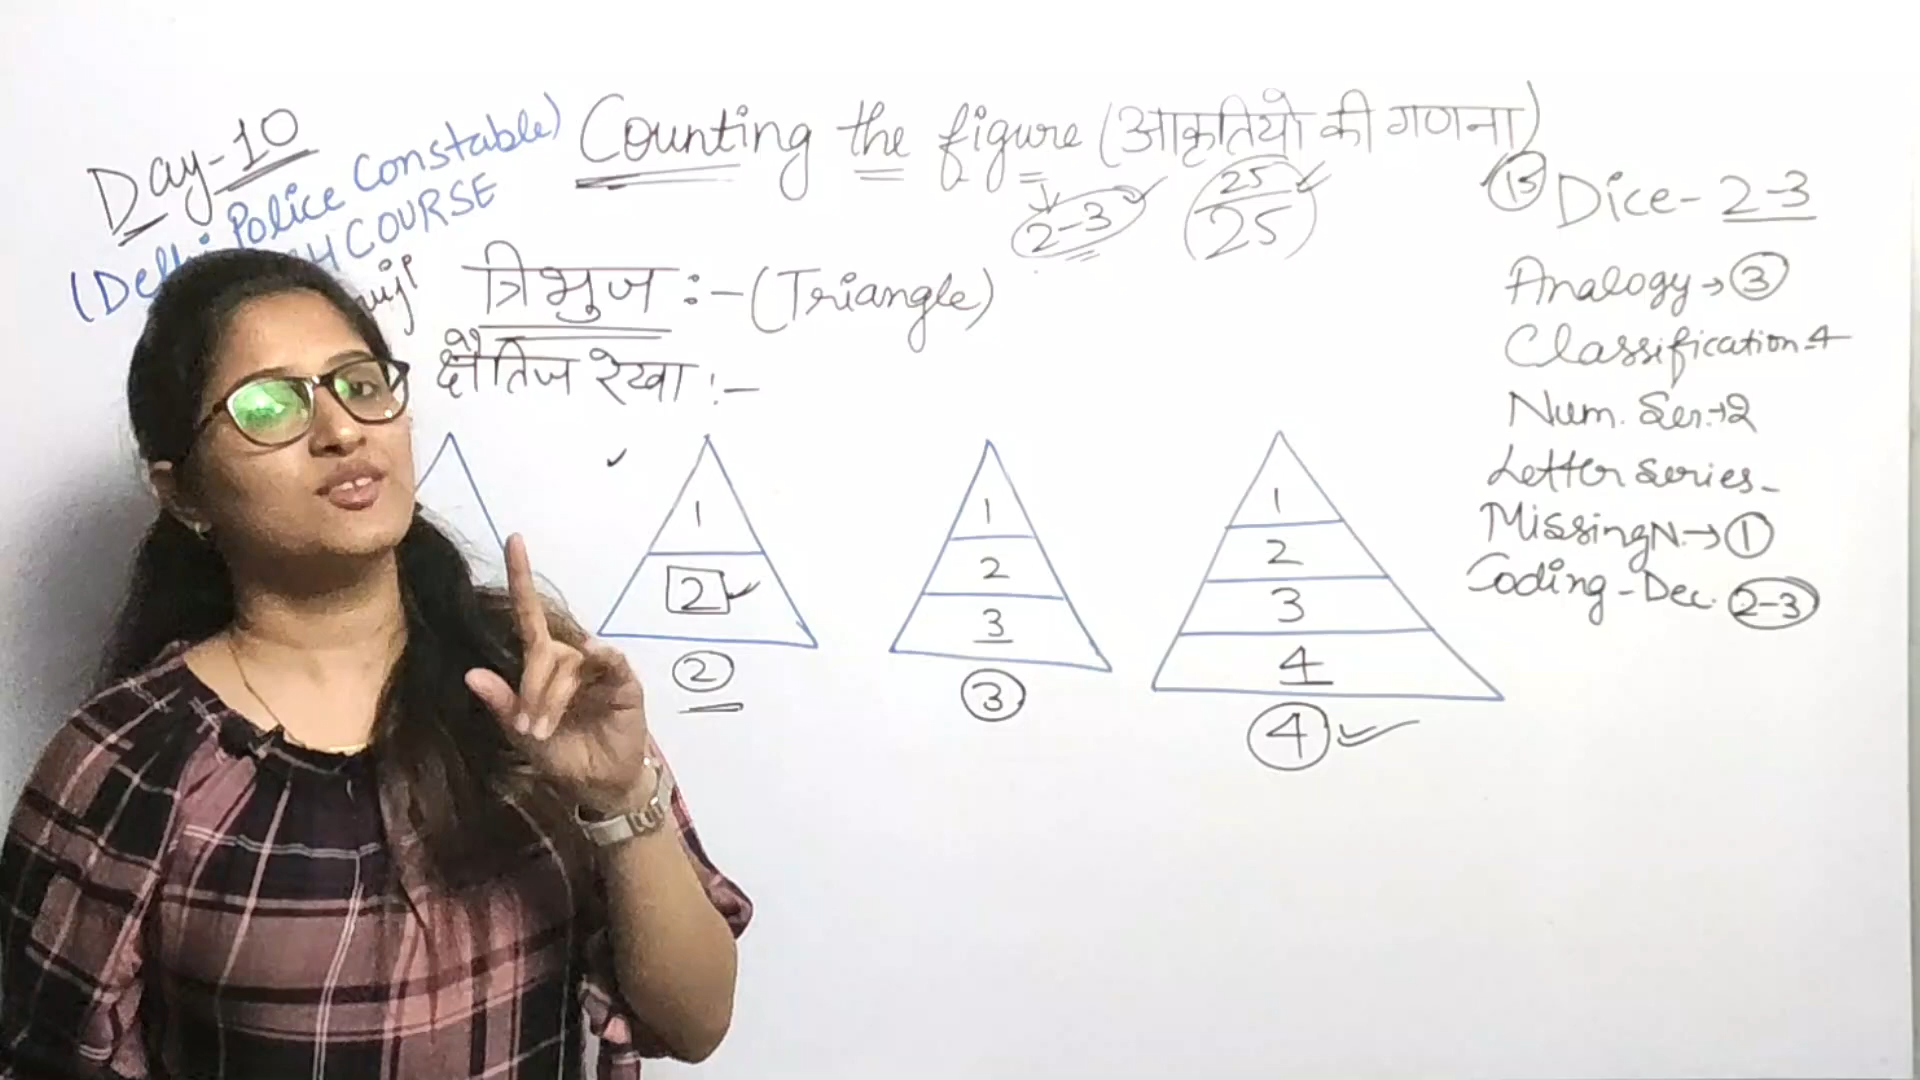 Day-10
Counting the figure (आकृतियो की गणना)
Police Constable)
COURSE
2-3
25/25
13 Dice- 2-3
त्रिभुज :- (Triangle)
क्षैतिज रेखा :-
Analogy → 3
Classification-4
Num. Ser.→2
Letter series-
Missing N.→ 1
Coding-Dec. 2-3
1
2
2
1
2
3
3
1
2
3
4
4